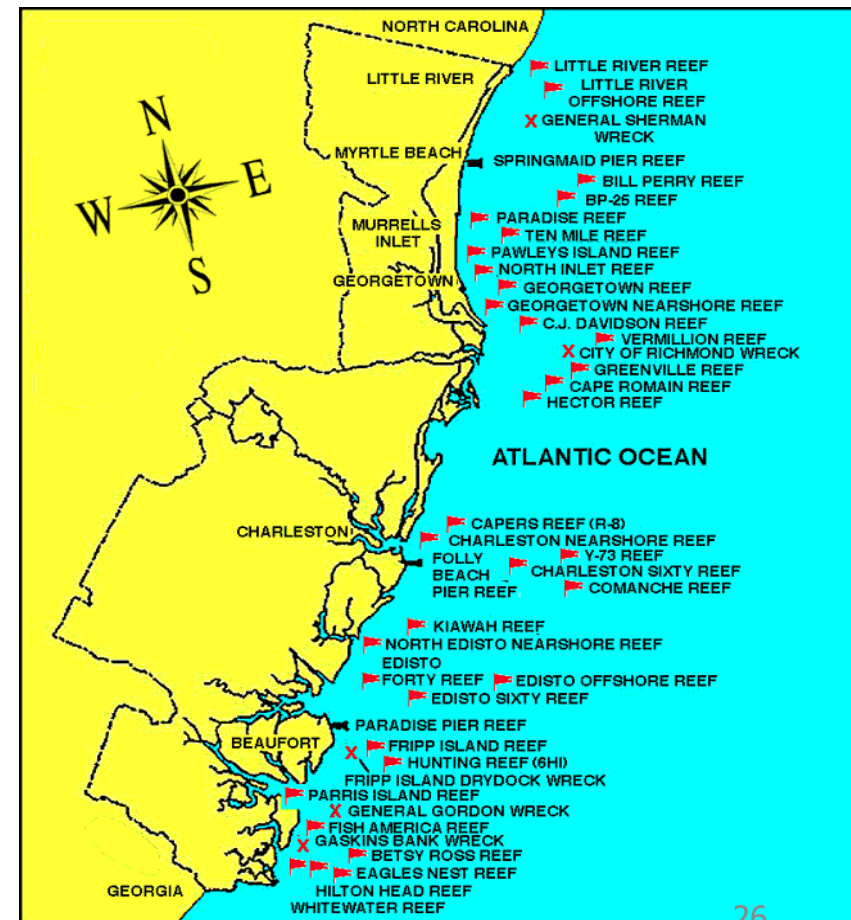 NORTH CAROLINA
LITTLE RIVER
LITTLE RIVER REEF
LITTLE RIVER
OFFSHORE REEF
GENERAL SHERMAN
WRECK
N
W
E
S
MYRTLE BEACH
SPRINGMAID PIER REEF
BILL PERRY REEF
BP-25 REEF
MURRELLS
INLET
PARADISE REEF
TEN MILE REEF
PAWLEYS ISLAND REEF
NORTH INLET REEF
GEORGETOWN
GEORGETOWN REEF
GEORGETOWN NEARSHORE REEF
C.J. DAVIDSON REEF
VERMILLION REEF
X CITY OF RICHMOND WRECK
GREENVILLE REEF
CAPE ROMAIN REEF
HECTOR REEF
ATLANTIC OCEAN
CHARLESTON
CAPERS REEF (R-8)
CHARLESTON NEARSHORE REEF
Y-73 REEF
FOLLY
BEACH
PIER REEF
CHARLESTON SIXTY REEF
COMANCHE REEF
KIAWAH REEF
NORTH EDISTO NEARSHORE REEF
EDISTO
FORTY REEF
EDISTO OFFSHORE REEF
EDISTO SIXTY REEF
PARADISE PIER REEF
BEAUFORT
FRIPP ISLAND REEF
HUNTING REEF (6HI)
X FRIPP ISLAND DRYDOCK WRECK
PARRIS ISLAND REEF
X GENERAL GORDON WRECK
FISH AMERICA REEF
X GASKINS BANK WRECK
BETSY ROSS REEF
EAGLES NEST REEF
HILTON HEAD REEF
WHITEWATER REEF
GEORGIA
26